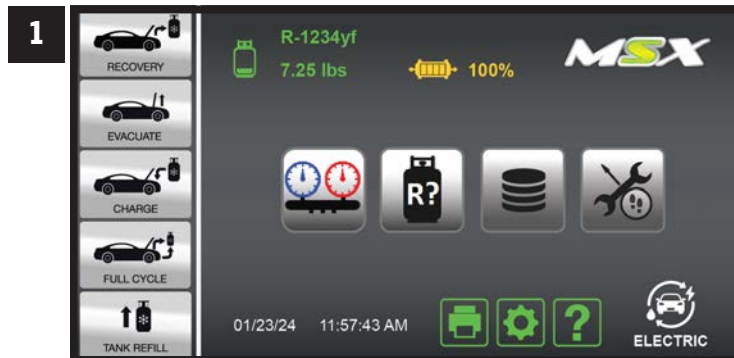 1
RECOVERY
EVACUATE
CHARGE
FULL CYCLE
TANK REFILL
R-1234yf
7.25 lbs
100%
MSX
R?
01/23/24 11:57:43 AM
?
ELECTRIC